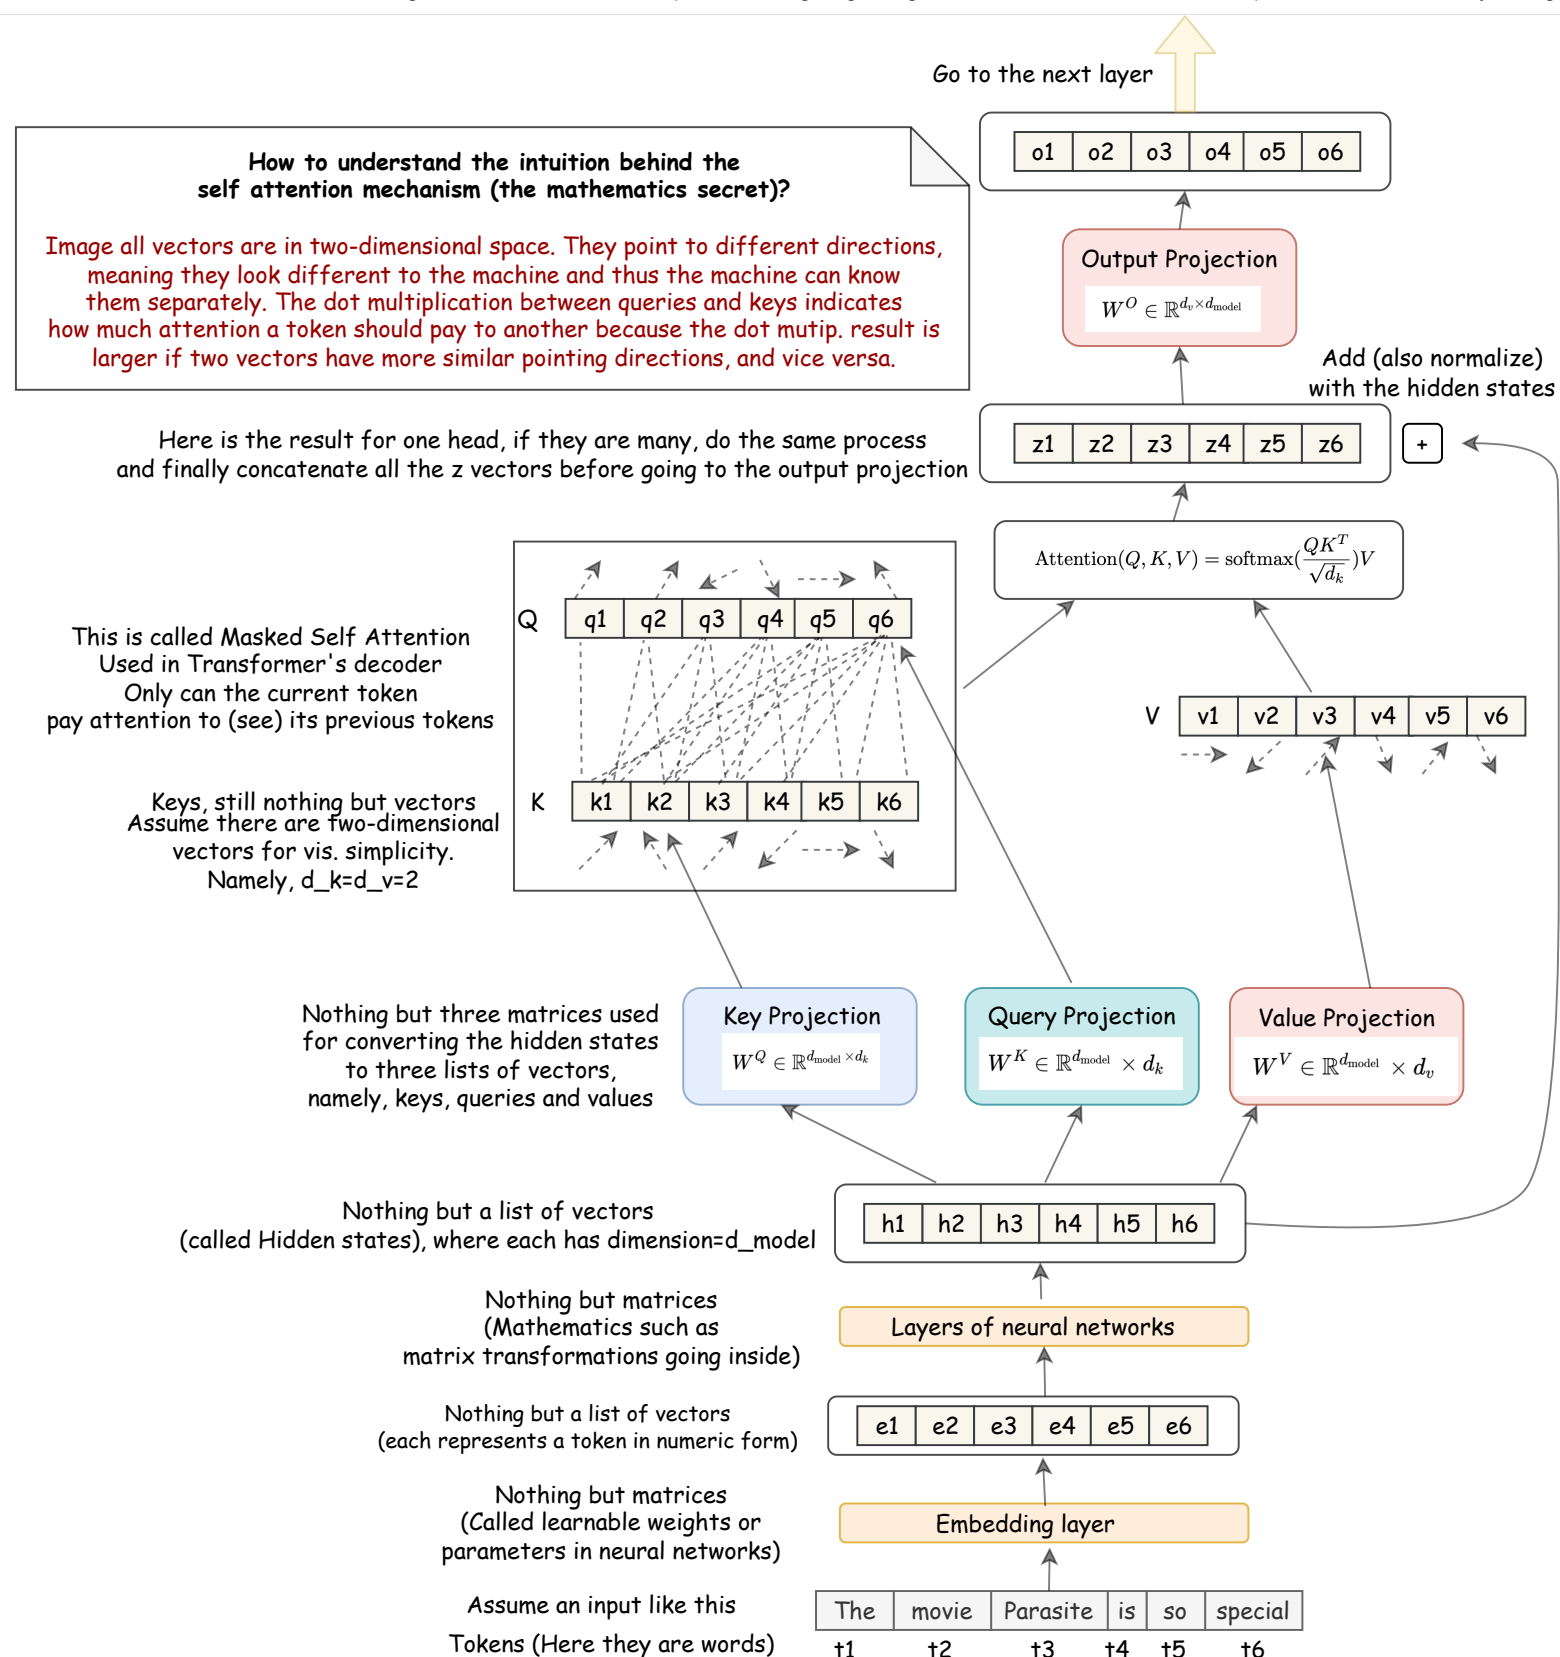 Go to the next layer
o1 o2 o3 o4 o5 o6
How to understand the intuition behind the
self attention mechanism (the mathematics secret)?
Image all vectors are in two-dimensional space. They point to different directions,
meaning they look different to the machine and thus the machine can know
them separately. The dot multiplication between queries and keys indicates
how much attention a token should pay to another because the dot mutip. result is
larger if two vectors have more similar pointing directions, and vice versa.
Output Projection
W^O ∈ ℝ^{d_v × d_model}
Add (also normalize)
with the hidden states
Here is the result for one head, if they are many, do the same process
and finally concatenate all the z vectors before going to the output projection
z1 z2 z3 z4 z5 z6
+
Attention(Q, K, V) = softmax(QK^T / √d_k)V
Q
q1 q2 q3 q4 q5 q6
This is called Masked Self Attention
Used in Transformer's decoder
Only can the current token
pay attention to (see) its previous tokens
V
v1 v2 v3 v4 v5 v6
Keys, still nothing but vectors
Assume there are two-dimensional
vectors for vis. simplicity.
Namely, d_k=d_v=2
K
k1 k2 k3 k4 k5 k6
Nothing but three matrices used
for converting the hidden states
to three lists of vectors,
namely, keys, queries and values
Key Projection
W^Q ∈ ℝ^{d_model × d_k}
Query Projection
W^K ∈ ℝ^{d_model} × d_k
Value Projection
W^V ∈ ℝ^{d_model} × d_v
Nothing but a list of vectors
(called Hidden states), where each has dimension=d_model
h1 h2 h3 h4 h5 h6
Nothing but matrices
(Mathematics such as
matrix transformations going inside)
Layers of neural networks
Nothing but a list of vectors
(each represents a token in numeric form)
e1 e2 e3 e4 e5 e6
Nothing but matrices
(Called learnable weights or
parameters in neural networks)
Embedding layer
Assume an input like this
The movie Parasite is so special
Tokens (Here they are words)
t1 t2 t3 t4 t5 t6